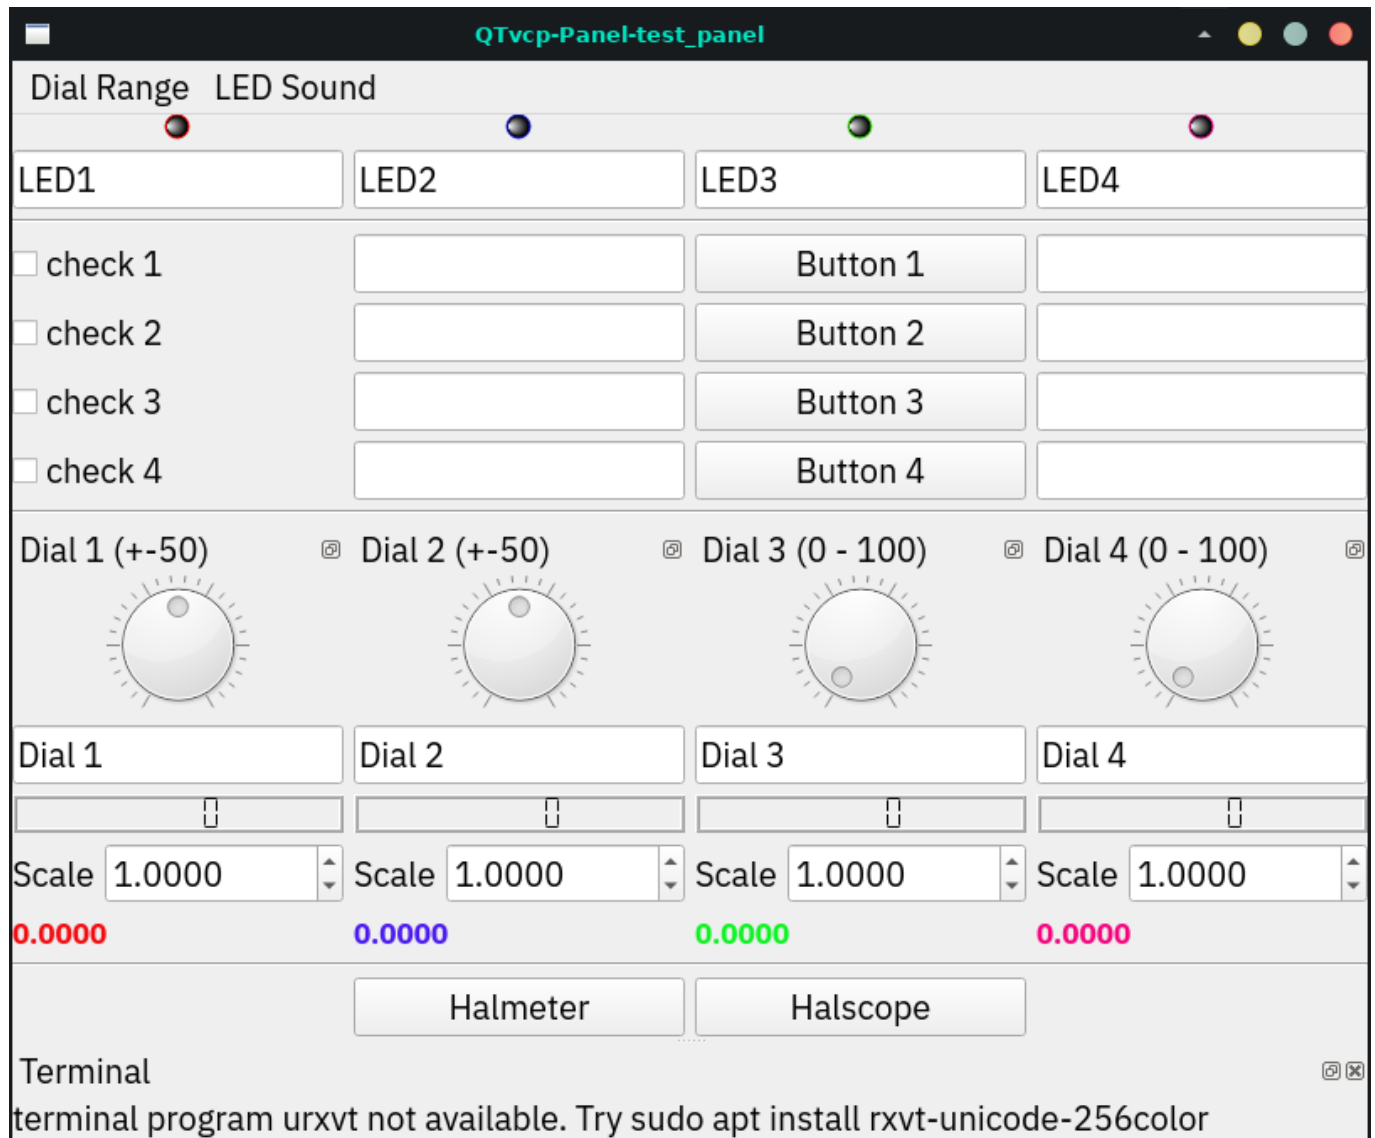 QTvcp-Panel-test_panel
Dial Range LED Sound
LED1 LED2 LED3 LED4
check 1 Button 1
check 2 Button 2
check 3 Button 3
check 4 Button 4
Dial 1 (+-50) Dial 2 (+-50) Dial 3 (0 - 100) Dial 4 (0 - 100)
Dial 1 Dial 2 Dial 3 Dial 4
0 0 0 0
Scale 1.0000 Scale 1.0000 Scale 1.0000 Scale 1.0000
0.0000 0.0000 0.0000 0.0000
Halmeter Halscope
Terminal
terminal program urxvt not available. Try sudo apt install rxvt-unicode-256color